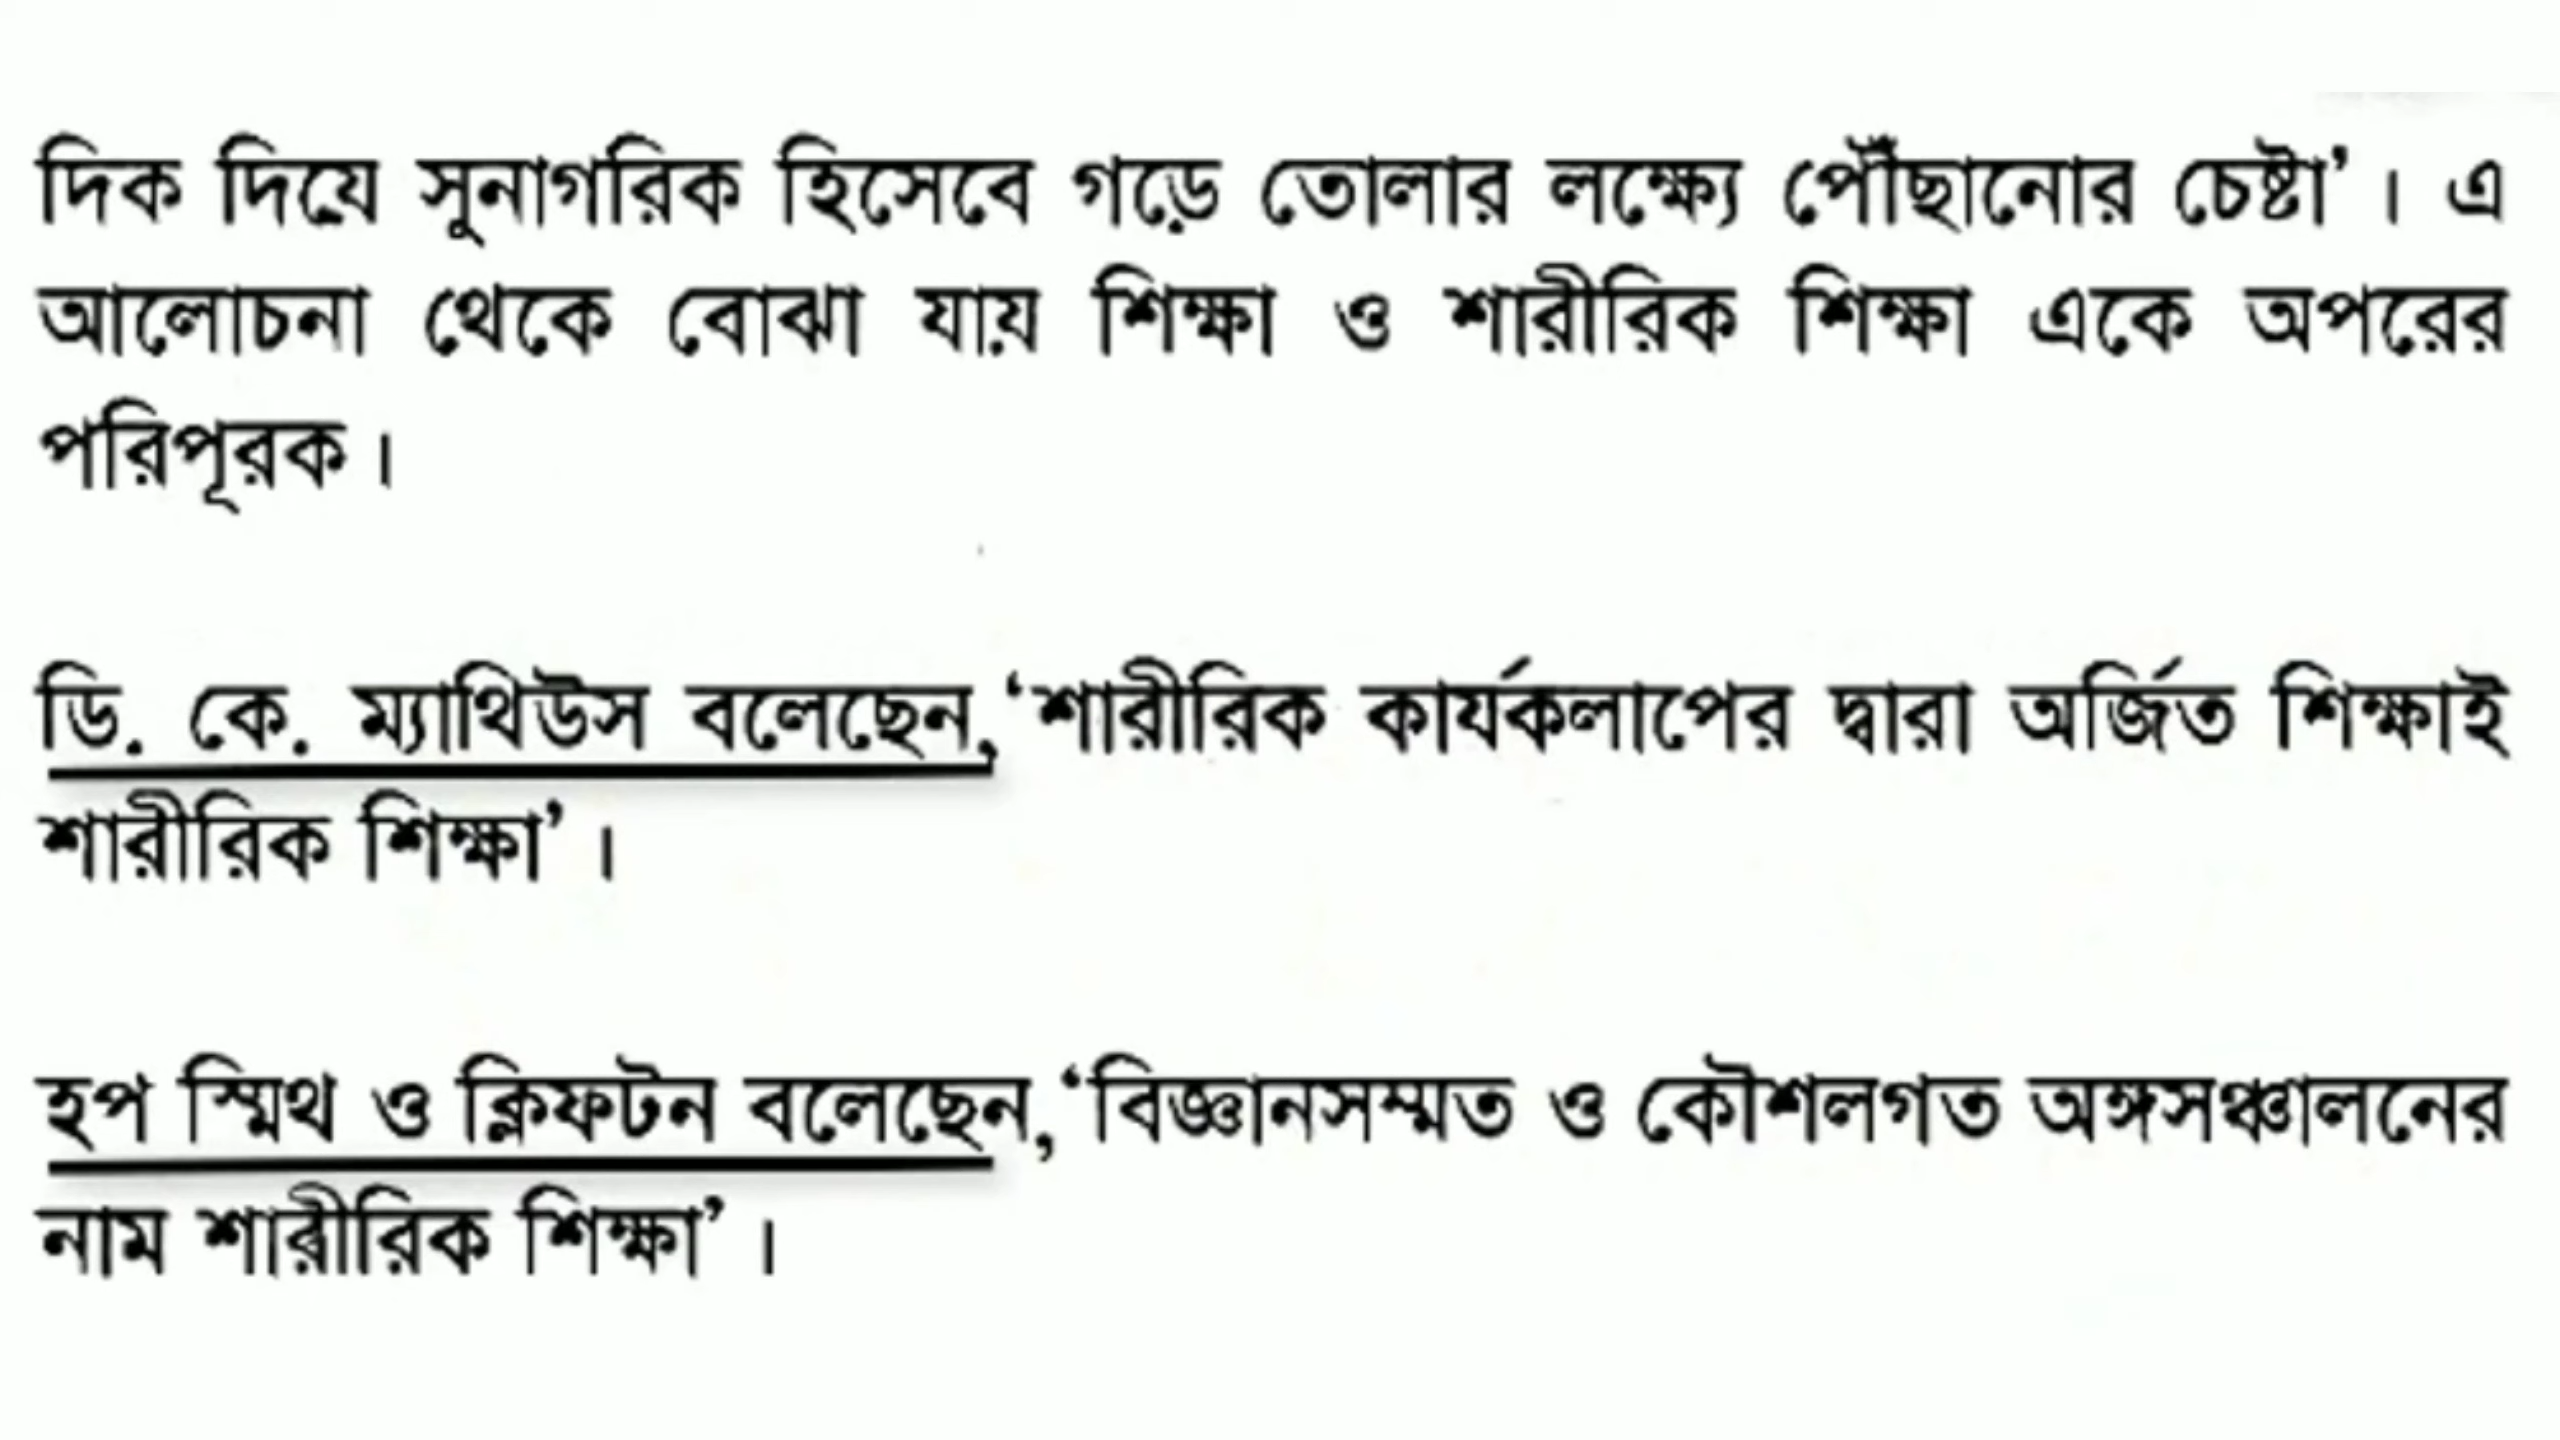 দিক দিয়ে সুনাগরিক হিসেবে গড়ে তোলার লক্ষ্যে পৌঁছানোর চেষ্টা’। এ
আলোচনা থেকে বোঝা যায় শিক্ষা ও শারীরিক শিক্ষা একে অপরের
পরিপূরক।
ডি. কে. ম্যাথিউস বলেছেন, ‘শারীরিক কার্যকলাপের দ্বারা অর্জিত শিক্ষাই
শারীরিক শিক্ষা’।
হপ স্মিথ ও ক্লিফটন বলেছেন, ‘বিজ্ঞানসম্মত ও কৌশলগত অঙ্গসঞ্চালনের
নাম শারীরিক শিক্ষা’।